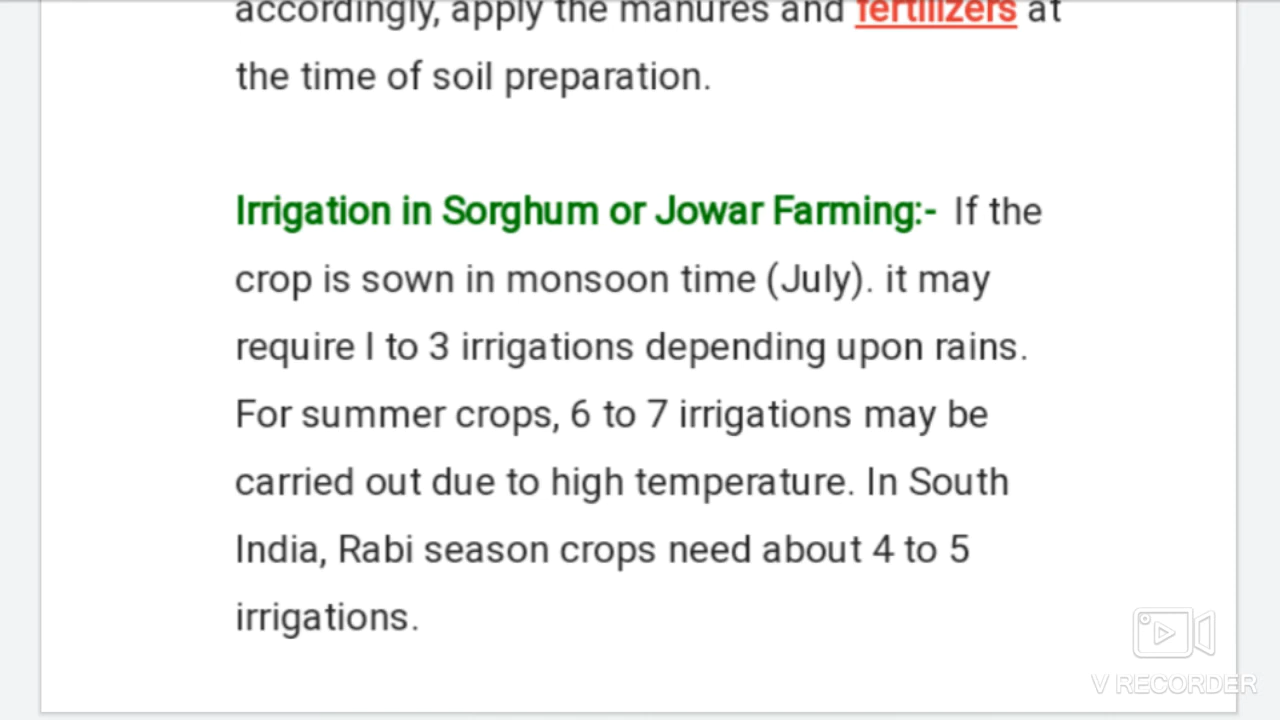 accordingly, apply the manures and fertilizers at
the time of soil preparation.
Irrigation in Sorghum or Jowar Farming:- If the
crop is sown in monsoon time (July). it may
require l to 3 irrigations depending upon rains.
For summer crops, 6 to 7 irrigations may be
carried out due to high temperature. In South
India, Rabi season crops need about 4 to 5
irrigations.
V RECORDER